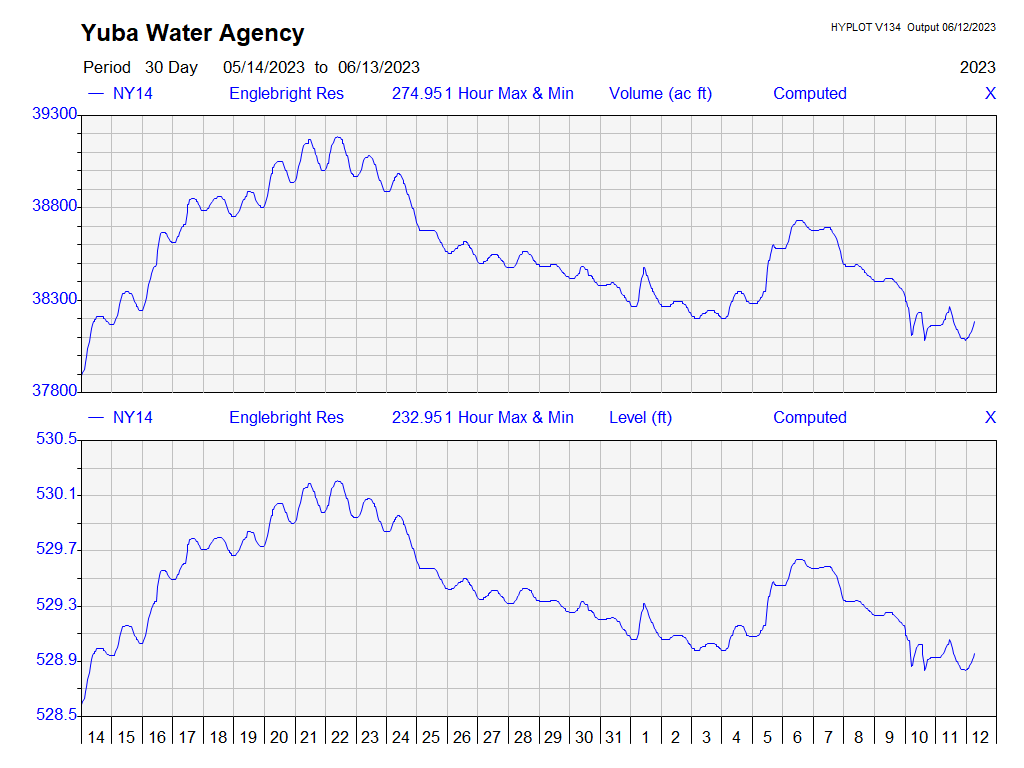 Yuba Water Agency
HYPLOT V134 Output 06/12/2023
Period 30 Day 05/14/2023 to 06/13/2023 2023
— NY14 Englebright Res 274.951 Hour Max & Min Volume (ac ft) Computed X
39300
38800
38300
37800
— NY14 Englebright Res 232.951 Hour Max & Min Level (ft) Computed X
530.5
530.1
529.7
529.3
528.9
528.5
14 15 16 17 18 19 20 21 22 23 24 25 26 27 28 29 30 31 1 2 3 4 5 6 7 8 9 10 11 12